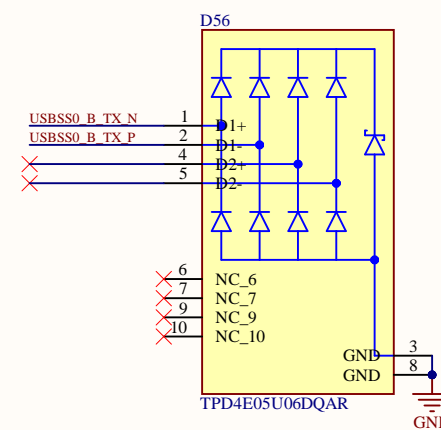 D56
USBSS0_B_TX_N 1 D1+
USBSS0_B_TX_P 2 D1-
4 D2+
5 D2-
6 NC_6
7 NC_7
9 NC_9
10 NC_10
GND 3
GND 8
TPD4E05U06DQAR
GND